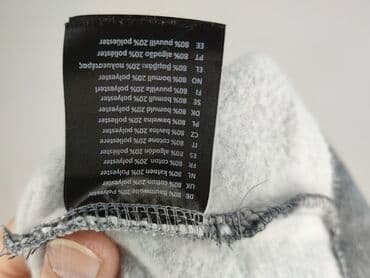 DE: 80% Baumwolle 20% Polyester
UK: 80% cotton 20% polyester
NL: 80% katoen 20% polyester
FR: 80% coton 20% polyester
ES: 80% algodón 20% poliéster
IT: 80% cotone 20% poliestere
CZ: 80% bavlna 20% polyester
PL: 80% bawełna 20% poliester
DK: 80% bomuld 20% polyester
SE: 80% bomull 20% polyester
FI: 80% puuvilla 20% polyesteri
NO: 80% bomull 20% polyester
EL: 80% βαμβάκι 20% πολυεστέρας
PT: 80% algodão 20% poliéster
EE: 80% puuvill 20% polüester